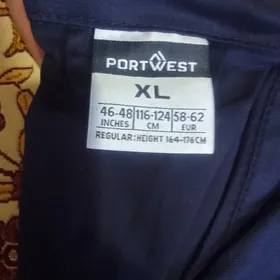 PORTWEST
XL
46-48 116-124 58-62
INCHES CM EUR
REGULAR: HEIGHT 164-176CM